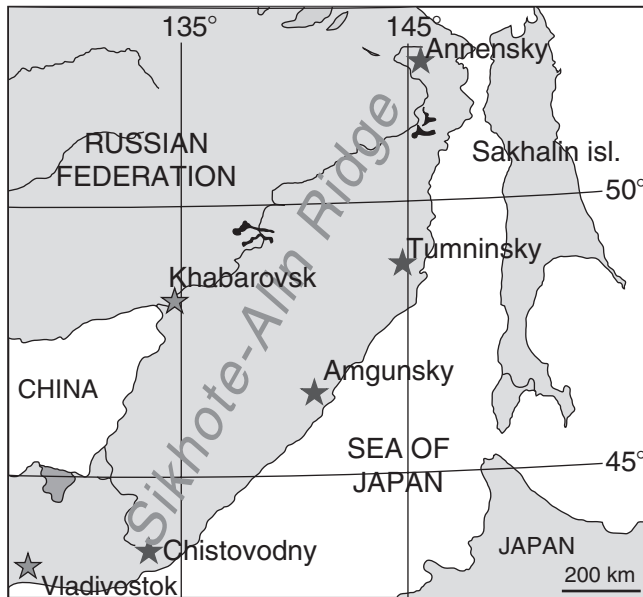 135°
145°
Annensky
RUSSIAN
FEDERATION
Sakhalin isl.
50°
Sikhote-Alin Ridge
Tumninsky
Khabarovsk
Amgunsky
CHINA
SEA OF
JAPAN
45°
Chistovodny
JAPAN
Vladivostok
200 km